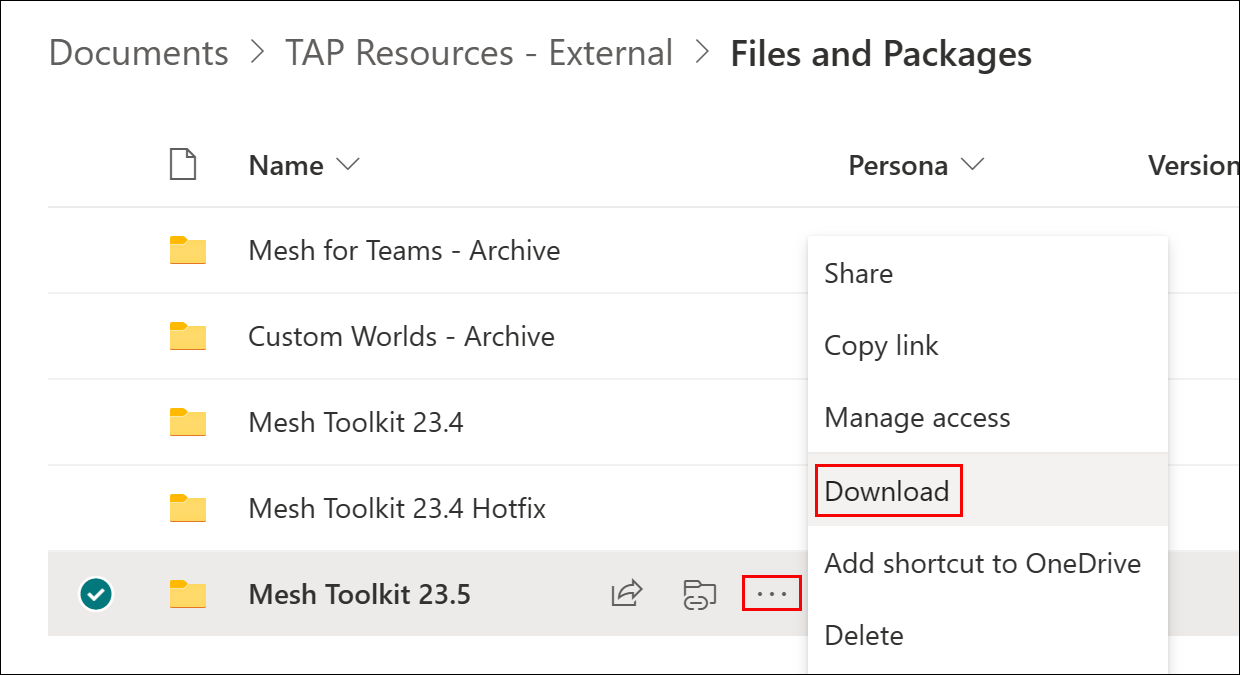 Documents > TAP Resources - External > Files and Packages
Name Persona Version
Mesh for Teams - Archive
Custom Worlds - Archive
Mesh Toolkit 23.4
Mesh Toolkit 23.4 Hotfix
Mesh Toolkit 23.5 ...
Share
Copy link
Manage access
Download
Add shortcut to OneDrive
Delete